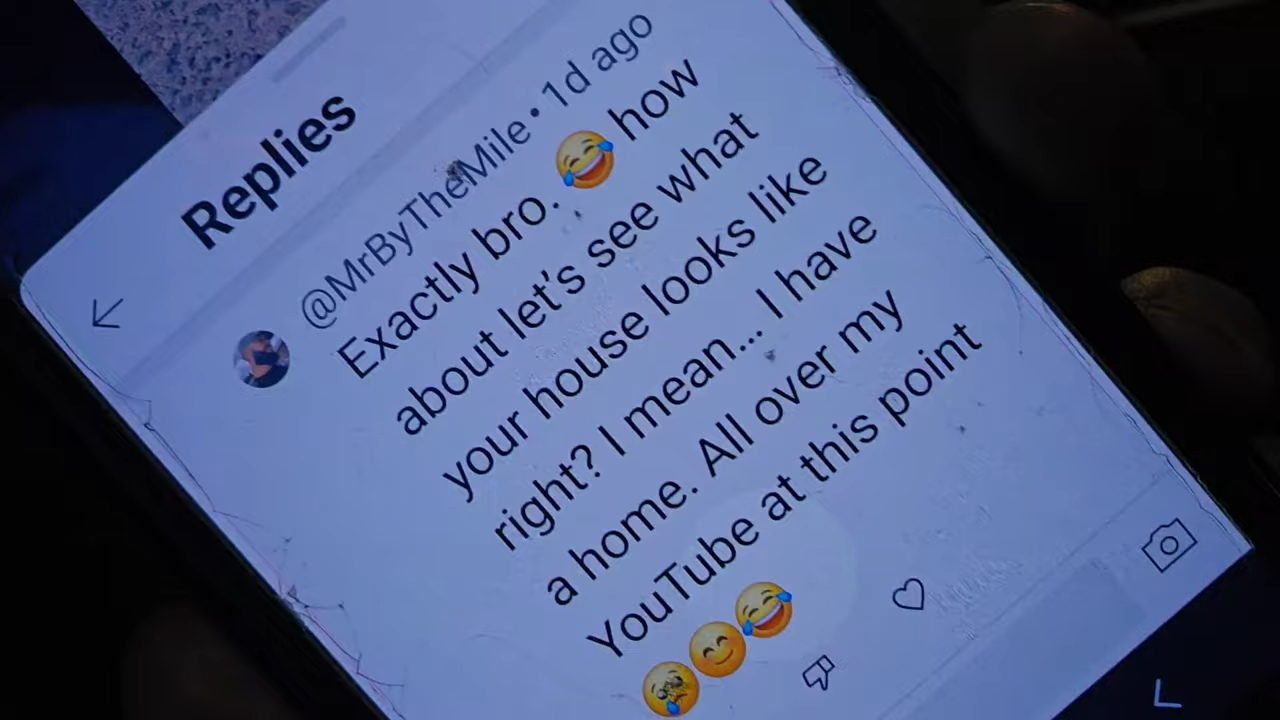 Replies
@MrByTheMile • 1d ago
Exactly bro. 😂 how
about let's see what
your house looks like
right? I mean... I have
a home. All over my
YouTube at this point